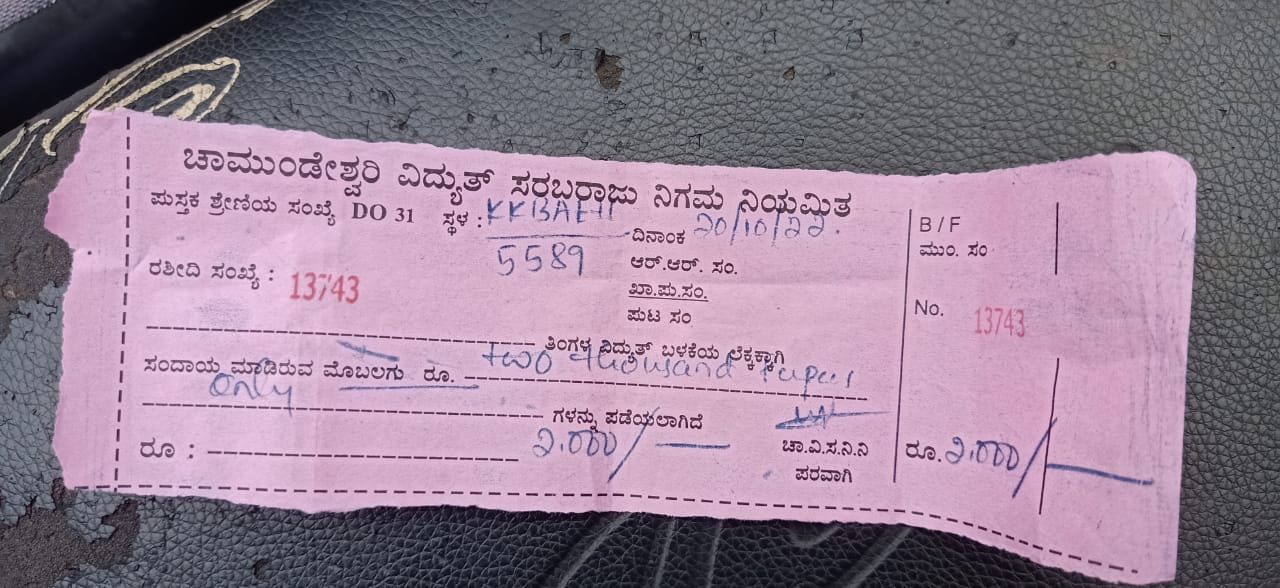 ಚಾಮುಂಡೇಶ್ವರಿ ವಿದ್ಯುತ್ ಸರಬರಾಜು ನಿಗಮ ನಿಯಮಿತ
ಪುಸ್ತಕ ಶ್ರೇಣಿಯ ಸಂಖ್ಯೆ DO 31 ಸ್ಥಳ :
ದಿನಾಂಕ 20/10/22.
5589
ಆರ್.ಆರ್. ಸಂ.
ರಶೀದಿ ಸಂಖ್ಯೆ : 13743
ಖಾ.ಪು.ಸಂ.
ಪುಟ ಸಂ
ತಿಂಗಳ ವಿದ್ಯುತ್ ಬಳಕೆಯ ಲೆಕ್ಕಕ್ಕಾಗಿ
ಸಂದಾಯ ಮಾಡಿರುವ ಮೊಬಲಗು ರೂ. two thousand rupees
only
ಗಳನ್ನು ಪಡೆಯಲಾಗಿದೆ
ರೂ : 2.000/-
ಚಾ.ವಿ.ಸ.ನಿ.ನಿ
ಪರವಾಗಿ
B / F
ಮುಂ. ಸಂ
No. 13743
ರೂ. 2.000/-